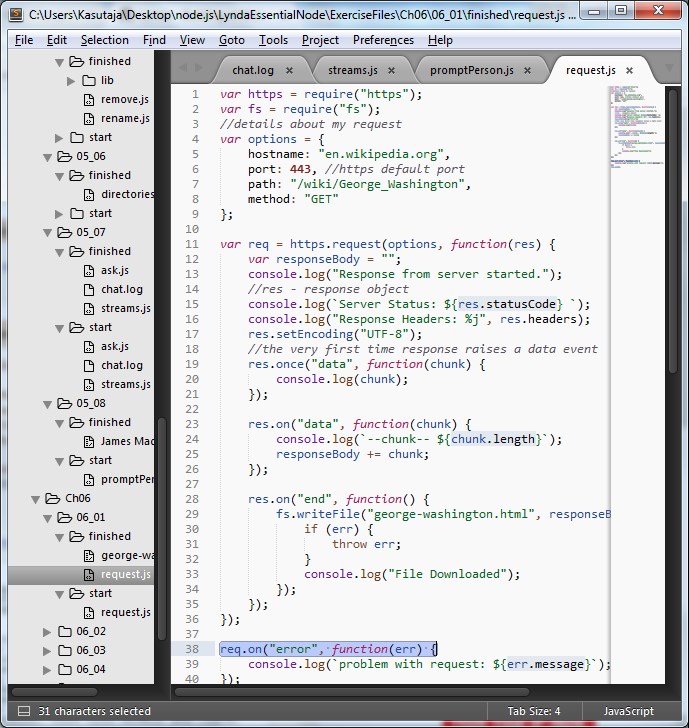 C:\Users\Kasutaja\Desktop\node.js\LyndaEssentialNode\ExerciseFiles\Ch06\06_01\finished\request.js ...
File Edit Selection Find View Goto Tools Project Preferences Help
finished
lib
remove.js
rename.js
start
05_06
finished
directories
start
05_07
finished
ask.js
chat.log
streams.js
start
ask.js
chat.log
streams.js
05_08
finished
James Mac
start
promptPer
Ch06
06_01
finished
george-wa
request.js
start
request.js
06_02
06_03
06_04
chat.log × streams.js × promptPerson.js × request.js ×
1 var https = require("https");
2 var fs = require("fs");
3 //details about my request
4 var options = {
5 hostname: "en.wikipedia.org",
6 port: 443, //https default port
7 path: "/wiki/George_Washington",
8 method: "GET"
9 };
10
11 var req = https.request(options, function(res) {
12 var responseBody = "";
13 console.log("Response from server started.");
14 //res - response object
15 console.log(`Server Status: ${res.statusCode} `);
16 console.log("Response Headers: %j", res.headers);
17 res.setEncoding("UTF-8");
18 //the very first time response raises a data event
19 res.once("data", function(chunk) {
20 console.log(chunk);
21 });
22
23 res.on("data", function(chunk) {
24 console.log(`--chunk-- ${chunk.length}`);
25 responseBody += chunk;
26 });
27
28 res.on("end", function() {
29 fs.writeFile("george-washington.html", responseB
30 if (err) {
31 throw err;
32 }
33 console.log("File Downloaded");
34 });
35 });
36 });
37
38 req.on("error", function(err) {
39 console.log(`problem with request: ${err.message}`);
40 });
31 characters selected Tab Size: 4 JavaScript